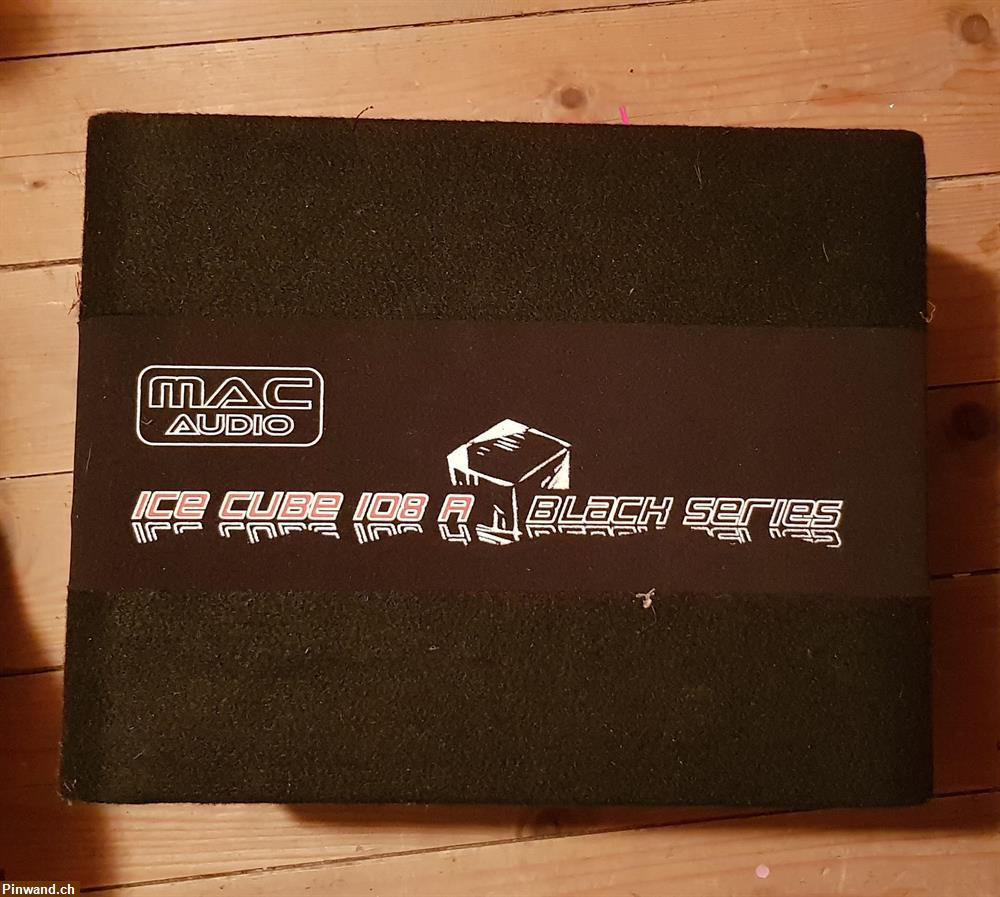 MAC
AUDIO
ICE CUBE 108 A BLACK SERIES
Pinwand.ch